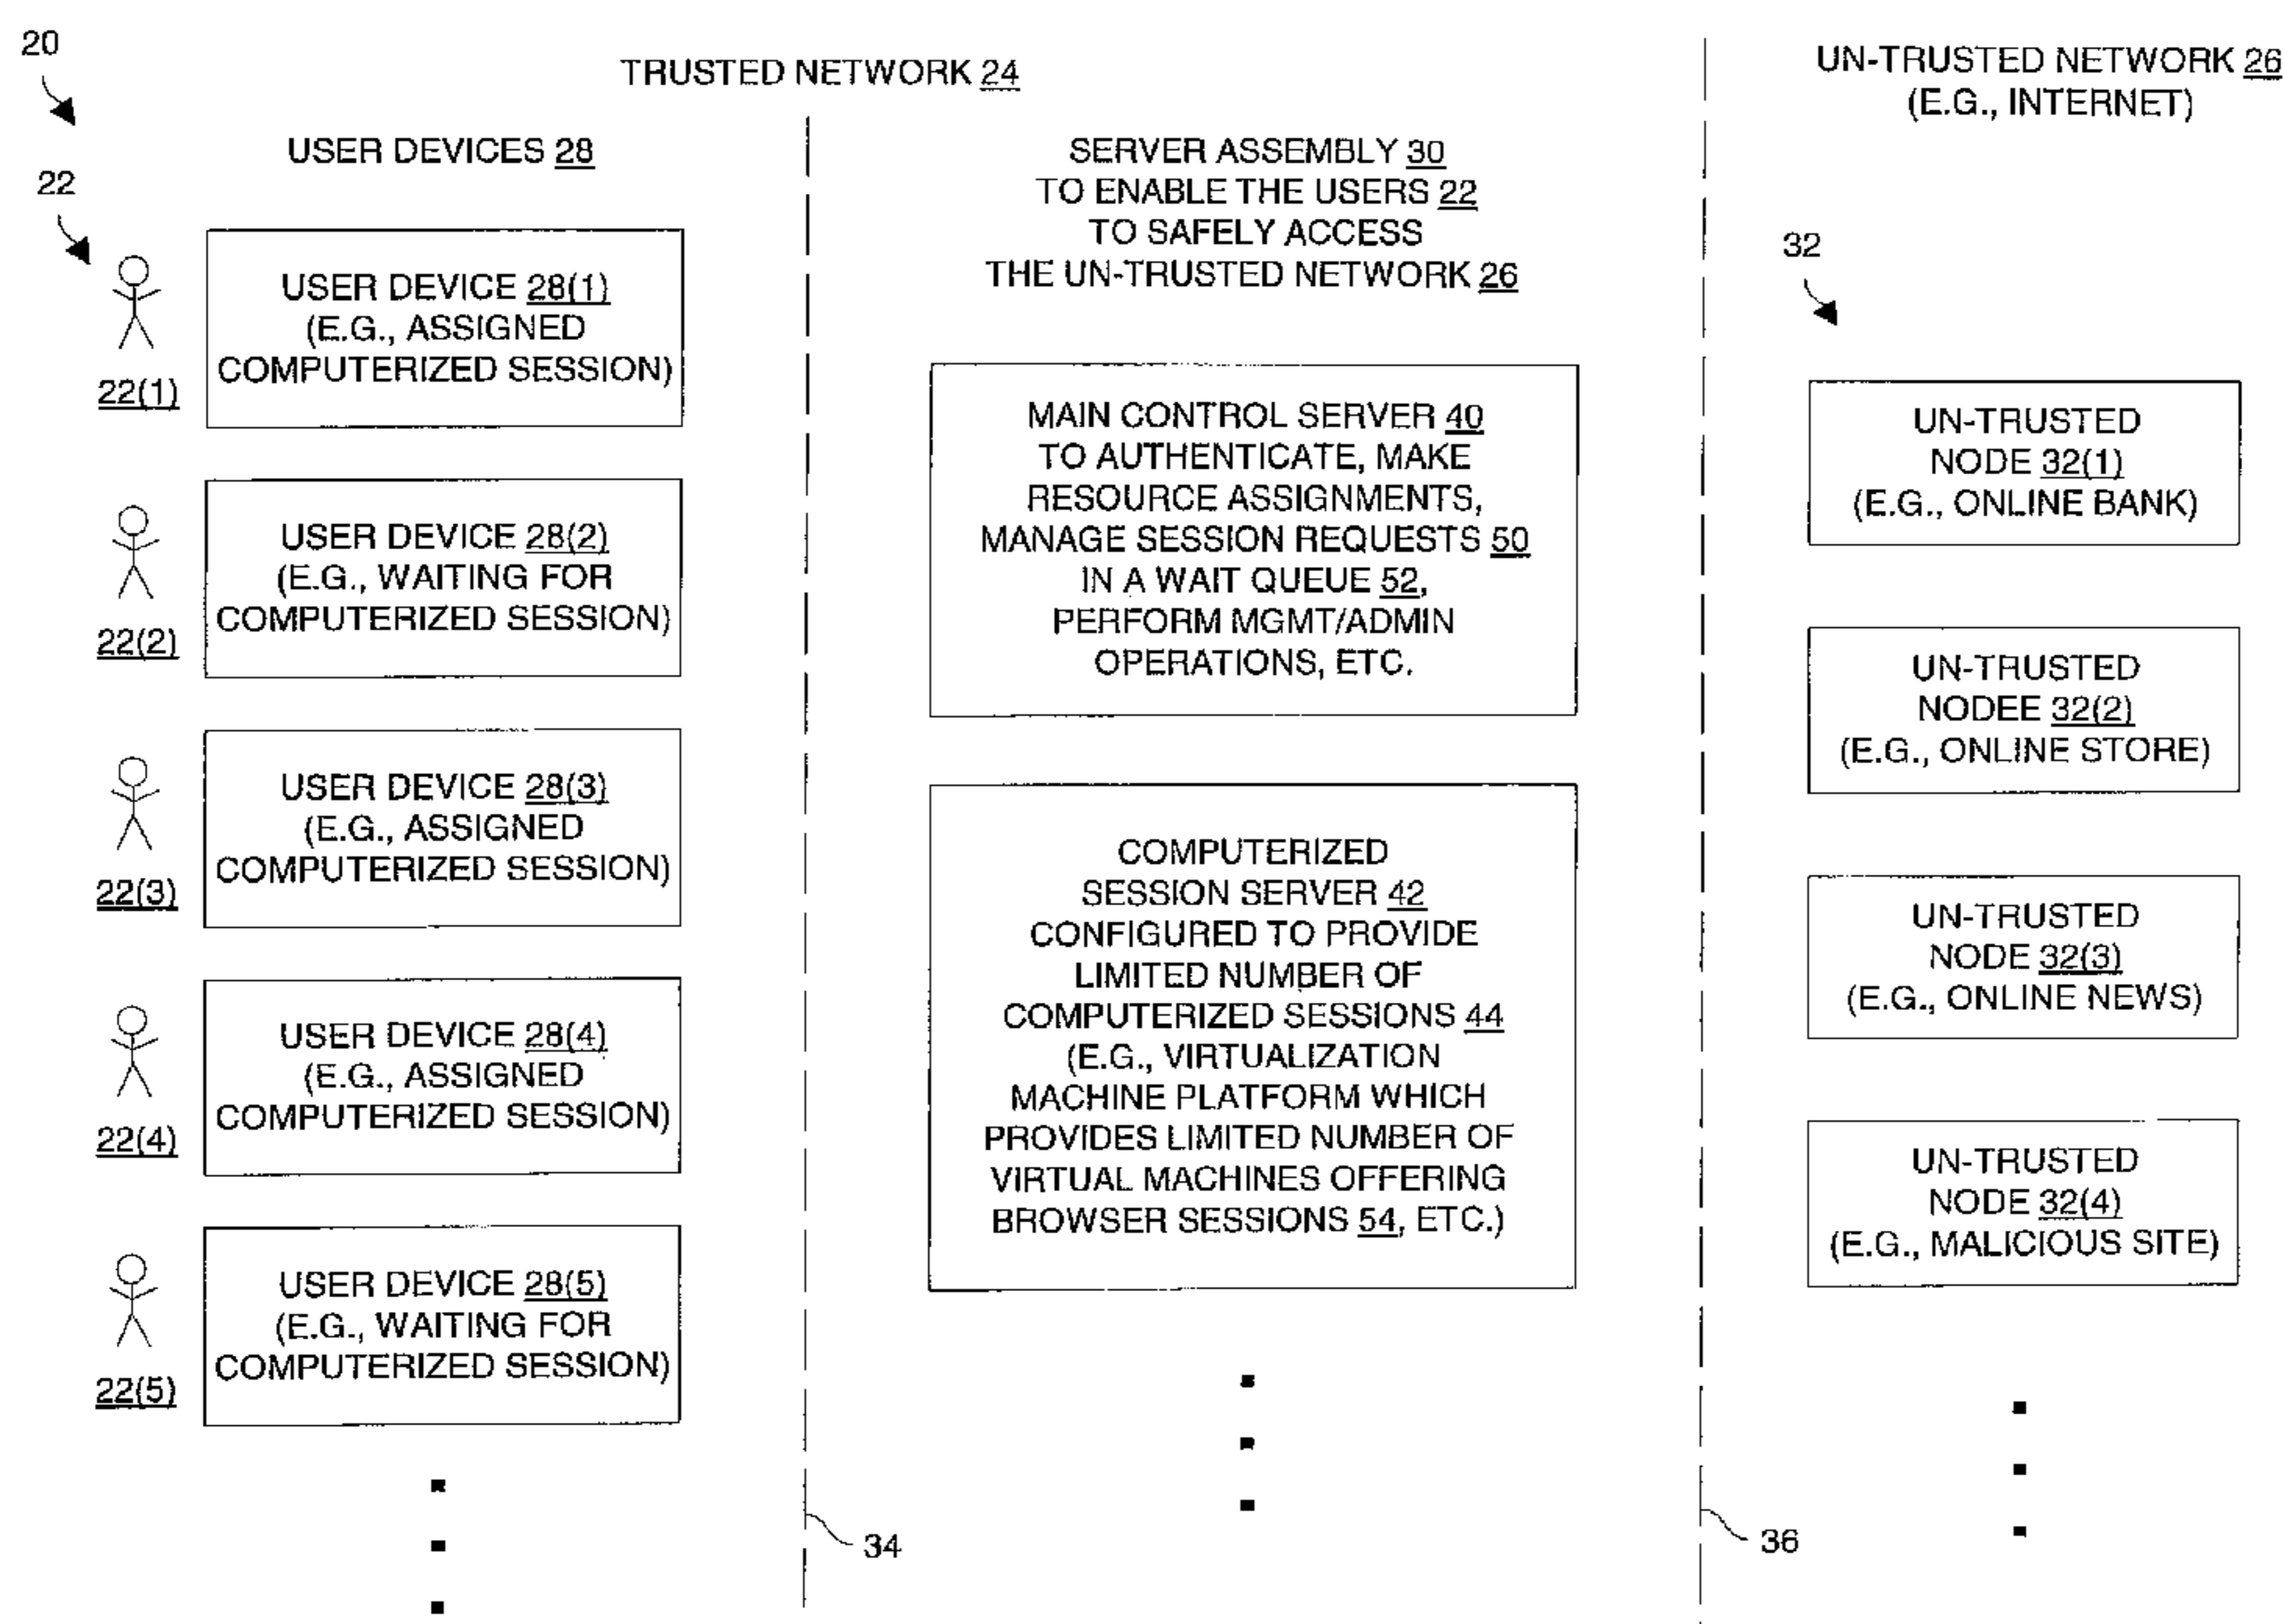 20
TRUSTED NETWORK 24
UN-TRUSTED NETWORK 26
(E.G., INTERNET)
22
USER DEVICES 28
USER DEVICE 28(1)
(E.G., ASSIGNED
COMPUTERIZED SESSION)
22(1)
USER DEVICE 28(2)
(E.G., WAITING FOR
COMPUTERIZED SESSION)
22(2)
USER DEVICE 28(3)
(E.G., ASSIGNED
COMPUTERIZED SESSION)
22(3)
USER DEVICE 28(4)
(E.G., ASSIGNED
COMPUTERIZED SESSION)
22(4)
USER DEVICE 28(5)
(E.G., WAITING FOR
COMPUTERIZED SESSION)
22(5)
34
SERVER ASSEMBLY 30
TO ENABLE THE USERS 22
TO SAFELY ACCESS
THE UN-TRUSTED NETWORK 26
MAIN CONTROL SERVER 40
TO AUTHENTICATE, MAKE
RESOURCE ASSIGNMENTS,
MANAGE SESSION REQUESTS 50
IN A WAIT QUEUE 52,
PERFORM MGMT/ADMIN
OPERATIONS, ETC.
COMPUTERIZED
SESSION SERVER 42
CONFIGURED TO PROVIDE
LIMITED NUMBER OF
COMPUTERIZED SESSIONS 44
(E.G., VIRTUALIZATION
MACHINE PLATFORM WHICH
PROVIDES LIMITED NUMBER OF
VIRTUAL MACHINES OFFERING
BROWSER SESSIONS 54, ETC.)
36
32
UN-TRUSTED
NODE 32(1)
(E.G., ONLINE BANK)
UN-TRUSTED
NODEE 32(2)
(E.G., ONLINE STORE)
UN-TRUSTED
NODE 32(3)
(E.G., ONLINE NEWS)
UN-TRUSTED
NODE 32(4)
(E.G., MALICIOUS SITE)